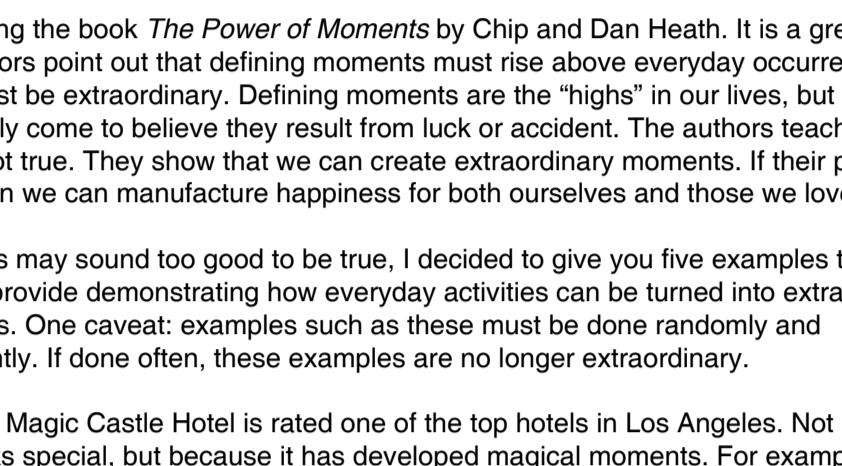 ng the book The Power of Moments by Chip and Dan Heath. It is a gre
ors point out that defining moments must rise above everyday occurre
st be extraordinary. Defining moments are the “highs” in our lives, but
ly come to believe they result from luck or accident. The authors teach
ot true. They show that we can create extraordinary moments. If their p
n we can manufacture happiness for both ourselves and those we love
s may sound too good to be true, I decided to give you five examples t
provide demonstrating how everyday activities can be turned into extra
s. One caveat: examples such as these must be done randomly and
ntly. If done often, these examples are no longer extraordinary.
Magic Castle Hotel is rated one of the top hotels in Los Angeles. Not
ks special, but because it has developed magical moments. For examp